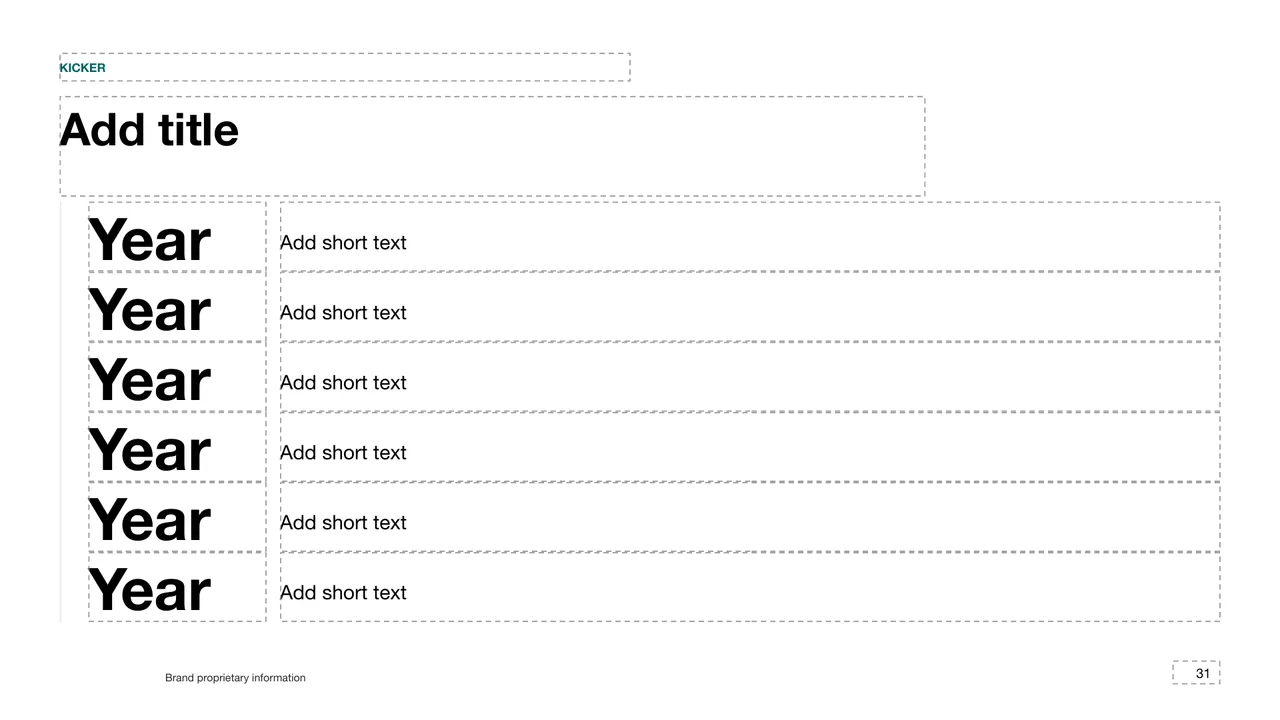 KICKER
Add title
Year
Add short text
Year
Add short text
Year
Add short text
Year
Add short text
Year
Add short text
Year
Add short text
Brand proprietary information
31